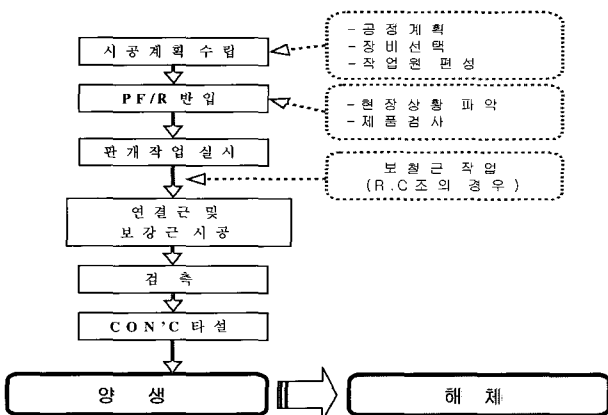 시공계획 수립
- 공정계획
- 장비선택
- 작업원 편성
PF/R 반입
- 현장상황 파악
- 제품검사
판개작업 실시
보철근 작업
(R.C조의 경우)
연결근 및
보강근 시공
검 측
CON'C 타설
양 생
해 체